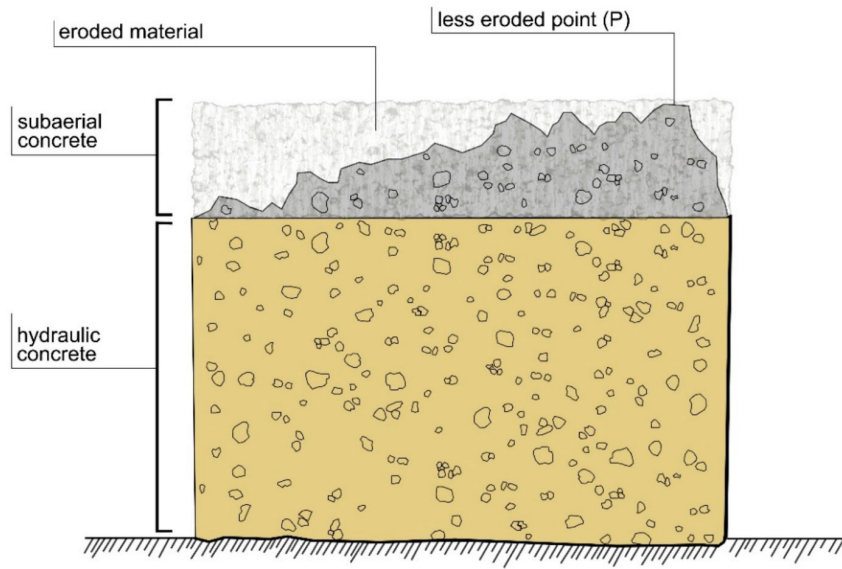 less eroded point (P)
eroded material
subaerial
concrete
hydraulic
concrete